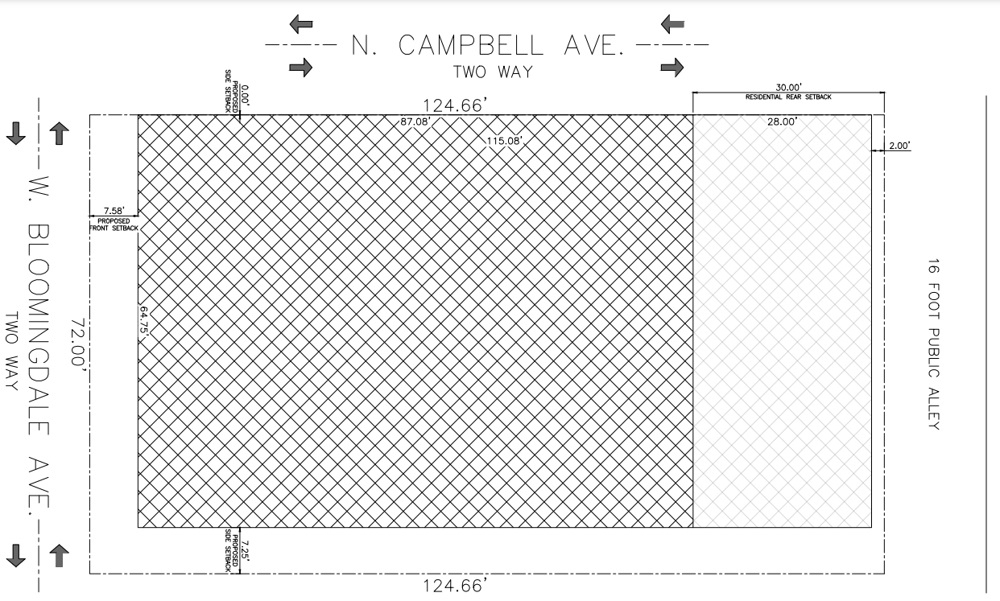 N. CAMPBELL AVE.
TWO WAY
0.00'
PROPOSED
SIDE SETBACK
124.66'
30.00'
RESIDENTIAL REAR SETBACK
87.08'
115.08'
28.00'
2.00'
7.58'
PROPOSED
FRONT SETBACK
64.75'
72.00'
W. BLOOMINGDALE AVE.
TWO WAY
16 FOOT PUBLIC ALLEY
7.25'
PROPOSED
SIDE SETBACK
124.66'